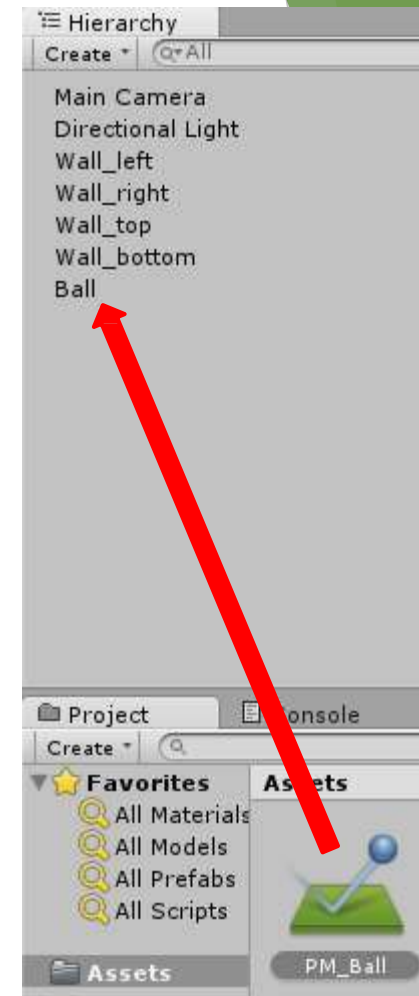 Hierarchy
Create All
Main Camera
Directional Light
Wall_left
Wall_right
Wall_top
Wall_bottom
Ball
Project Console
Create
Favorites
All Materials
All Models
All Prefabs
All Scripts
Assets
Assets
PM_Ball